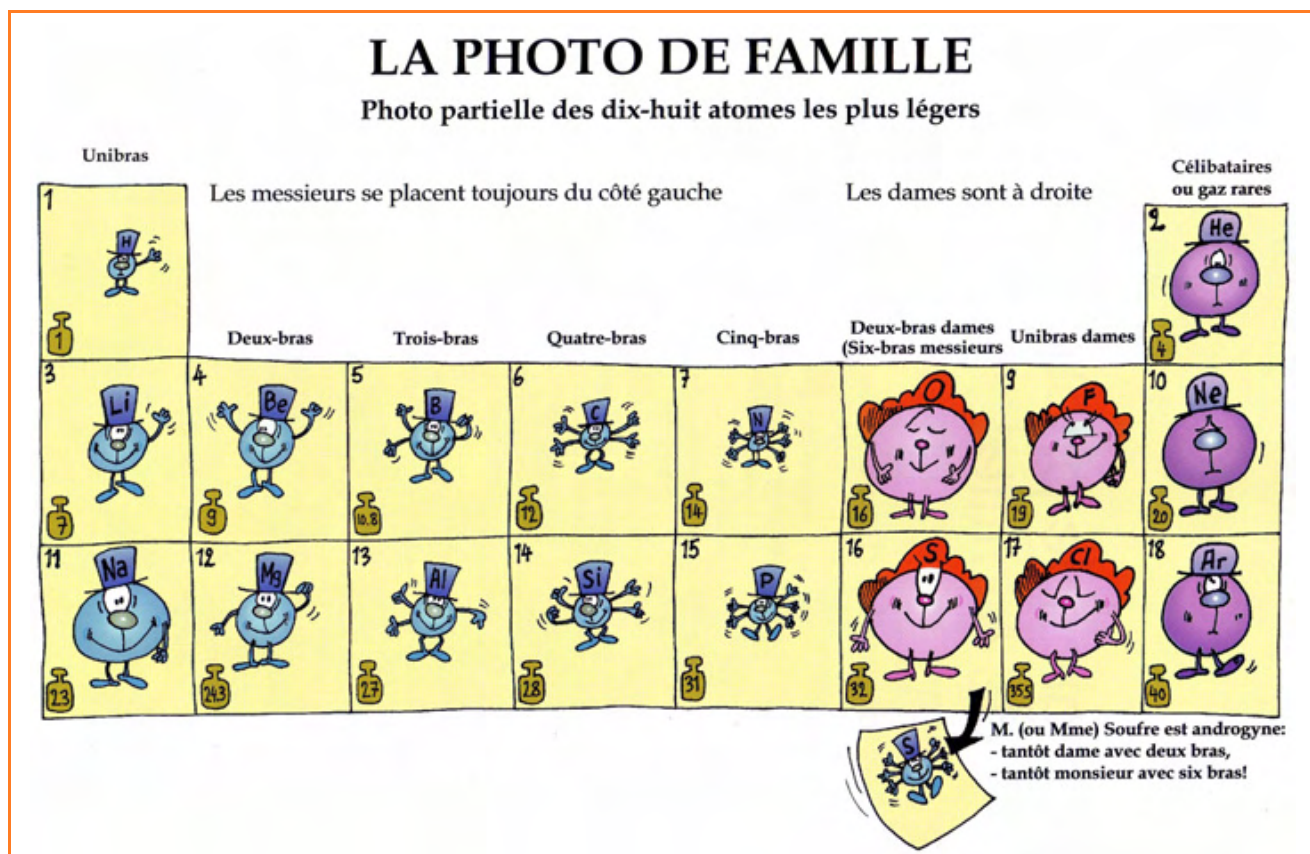 LA PHOTO DE FAMILLE
Photo partielle des dix-huit atomes les plus légers
Unibras
Les messieurs se placent toujours du côté gauche
Les dames sont à droite
Célibataires
ou gaz rares
1
H
1
2
He
4
Deux-bras
Trois-bras
Quatre-bras
Cinq-bras
Deux-bras dames
(Six-bras messieurs
Unibras dames
3
Li
7
4
Be
9
5
B
10.8
6
C
12
7
N
14
8
O
16
9
F
19
10
Ne
20
11
Na
23
12
Mg
24.3
13
Al
27
14
Si
28
15
P
31
16
S
32
17
Cl
35.5
18
Ar
40
S
M. (ou Mme) Soufre est androgyne:
- tantôt dame avec deux bras,
- tantôt monsieur avec six bras!